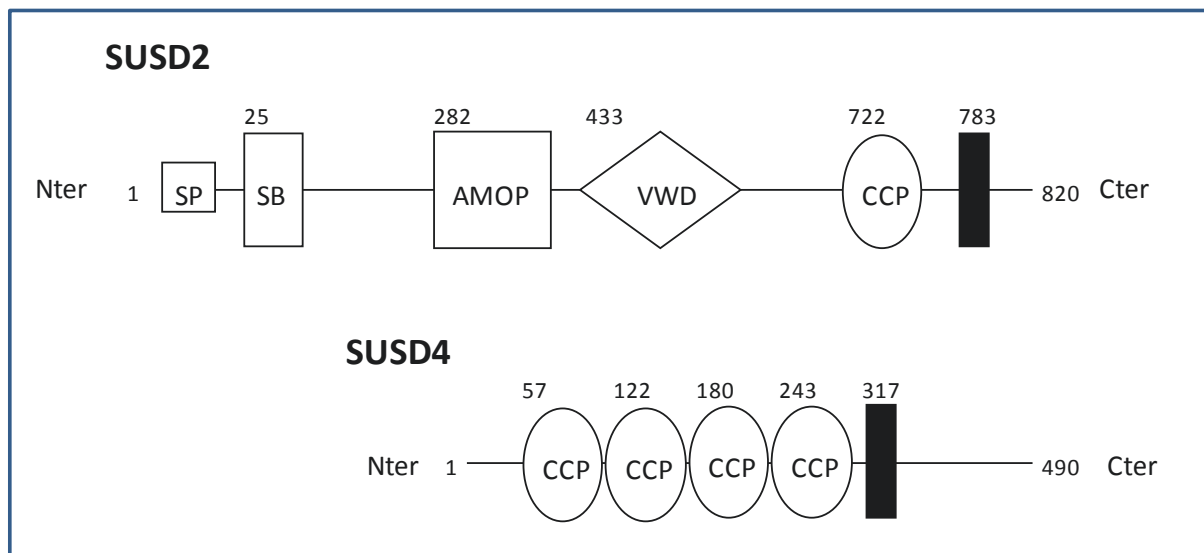 SUSD2
25 282 433 722 783
Nter 1 SP SB AMOP VWD CCP 820 Cter
SUSD4
57 122 180 243 317
Nter 1 CCP CCP CCP CCP 490 Cter